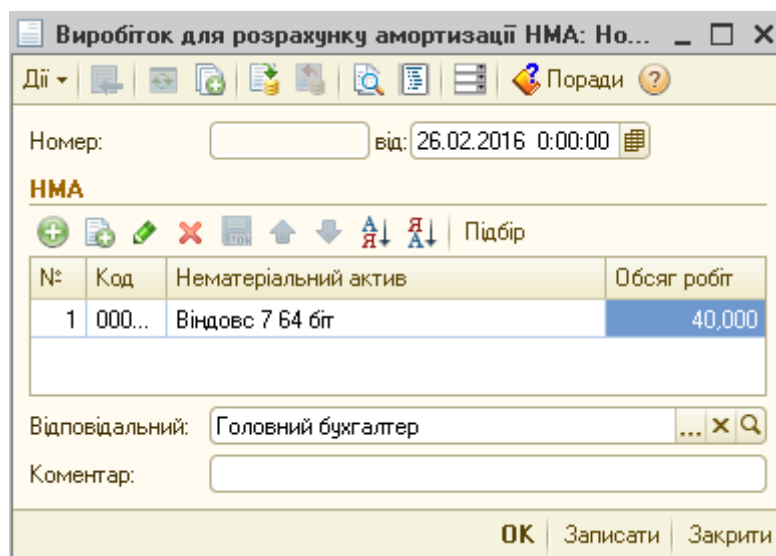 Виробіток для розрахунку амортизації НМА: Но...
Дії Поради
Номер: від: 26.02.2016 0:00:00
НМА
Підбір
№ Код Нематеріальний актив Обсяг робіт
1 000... Віндовс 7 64 біт 40,000
Відповідальний: Головний бухгалтер ...
Коментар:
OK Записати Закрити